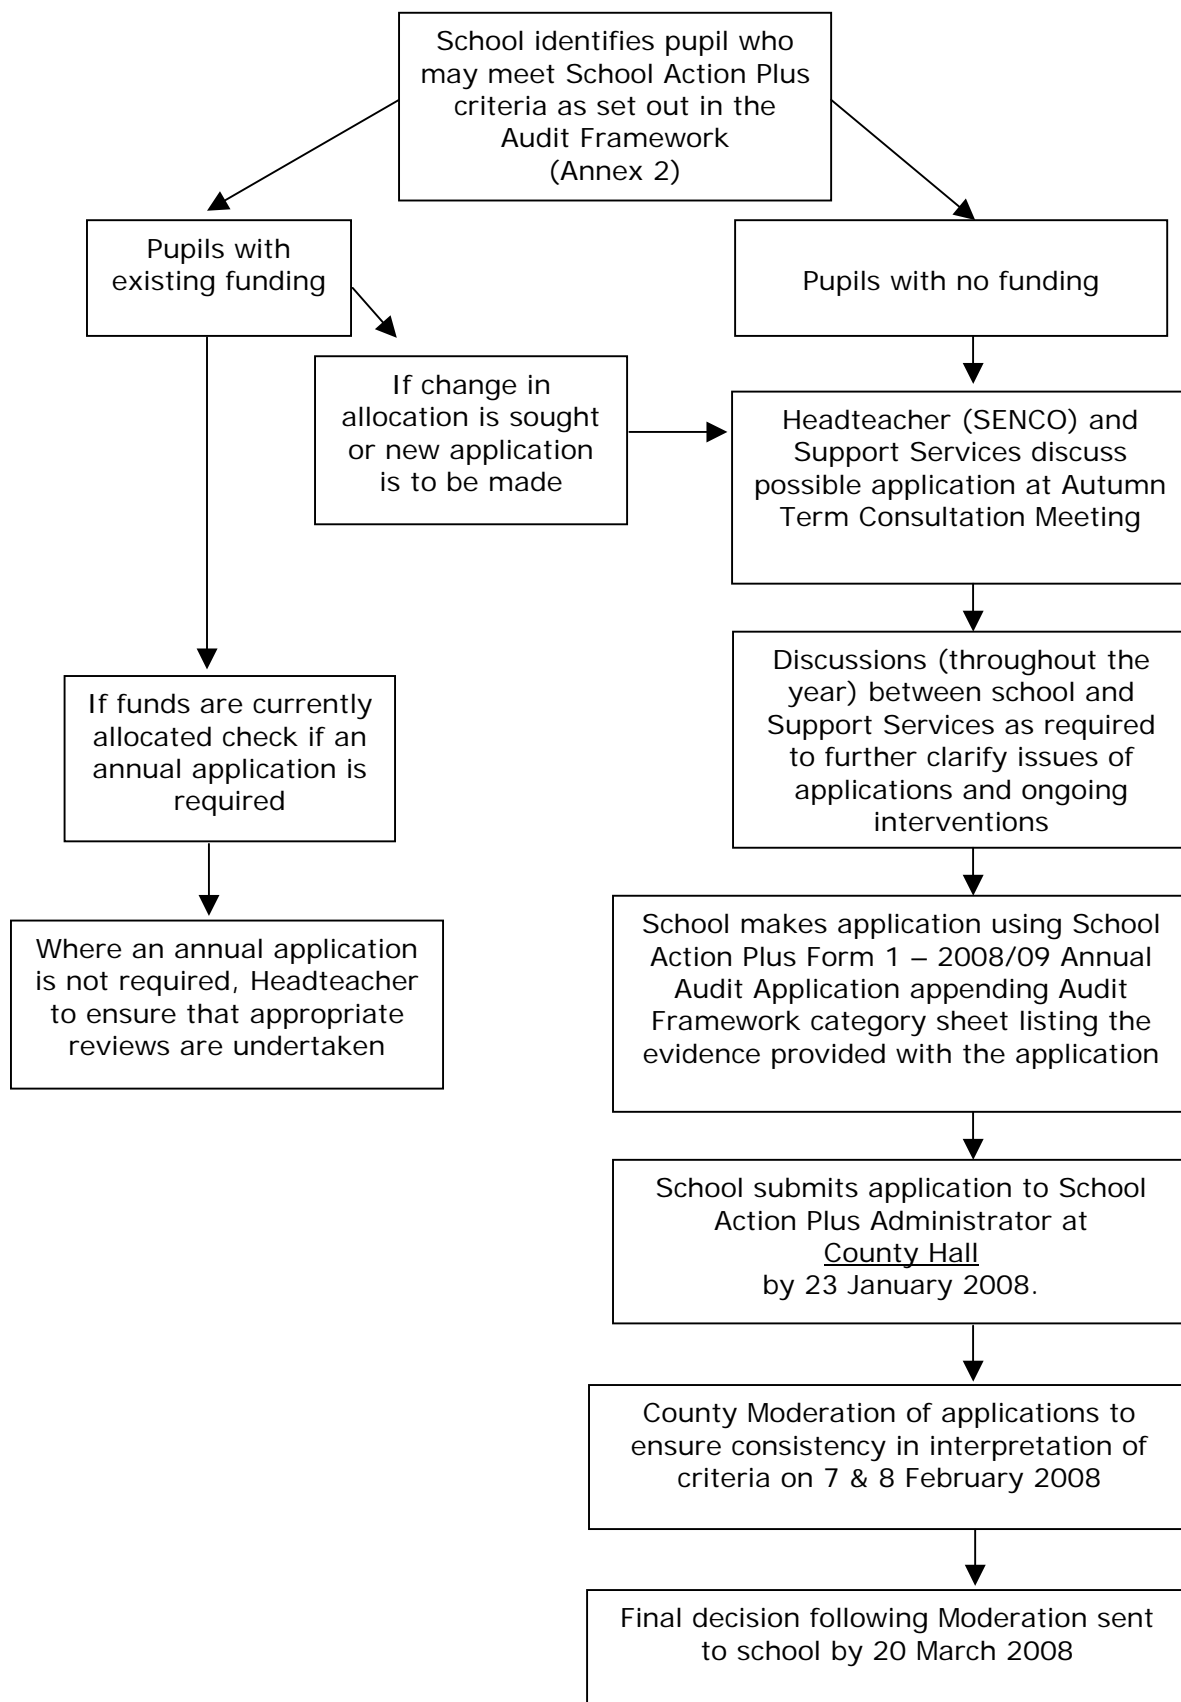 School identifies pupil who
may meet School Action Plus
criteria as set out in the
Audit Framework
(Annex 2)
Pupils with
existing funding
Pupils with no funding
If change in
allocation is sought
or new application
is to be made
Headteacher (SENCO) and
Support Services discuss
possible application at Autumn
Term Consultation Meeting
Discussions (throughout the
year) between school and
Support Services as required
to further clarify issues of
applications and ongoing
interventions
If funds are currently
allocated check if an
annual application is
required
Where an annual application
is not required, Headteacher
to ensure that appropriate
reviews are undertaken
School makes application using School
Action Plus Form 1 – 2008/09 Annual
Audit Application appending Audit
Framework category sheet listing the
evidence provided with the application
School submits application to School
Action Plus Administrator at
County Hall
by 23 January 2008.
County Moderation of applications to
ensure consistency in interpretation of
criteria on 7 & 8 February 2008
Final decision following Moderation sent
to school by 20 March 2008